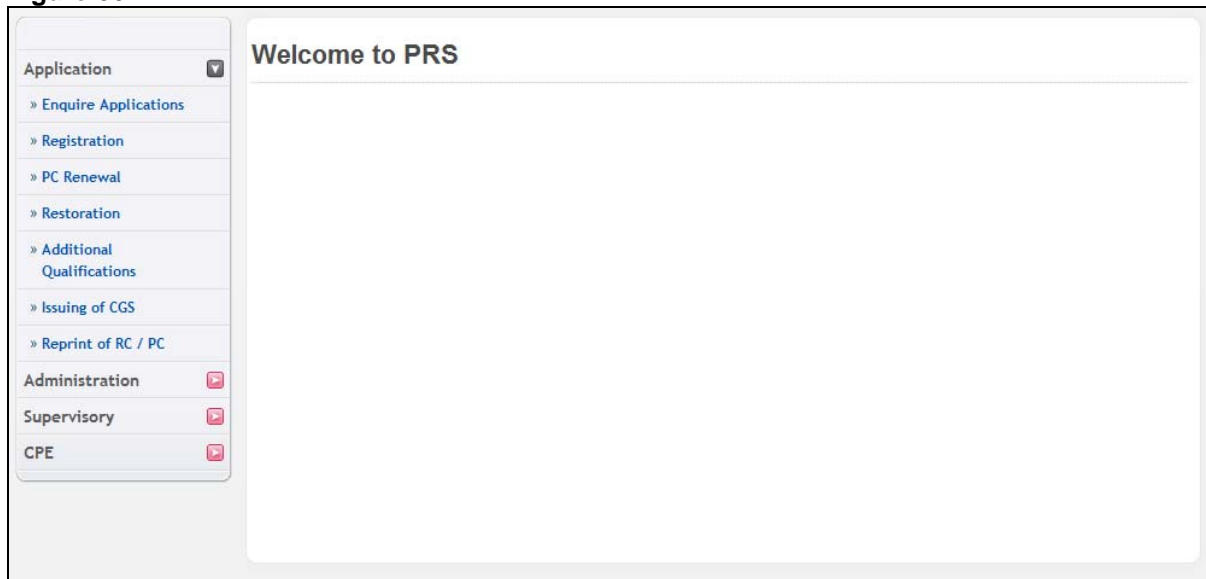 Application
» Enquire Applications
» Registration
» PC Renewal
» Restoration
» Additional
Qualifications
» Issuing of CGS
» Reprint of RC / PC
Administration
Supervisory
CPE
Welcome to PRS